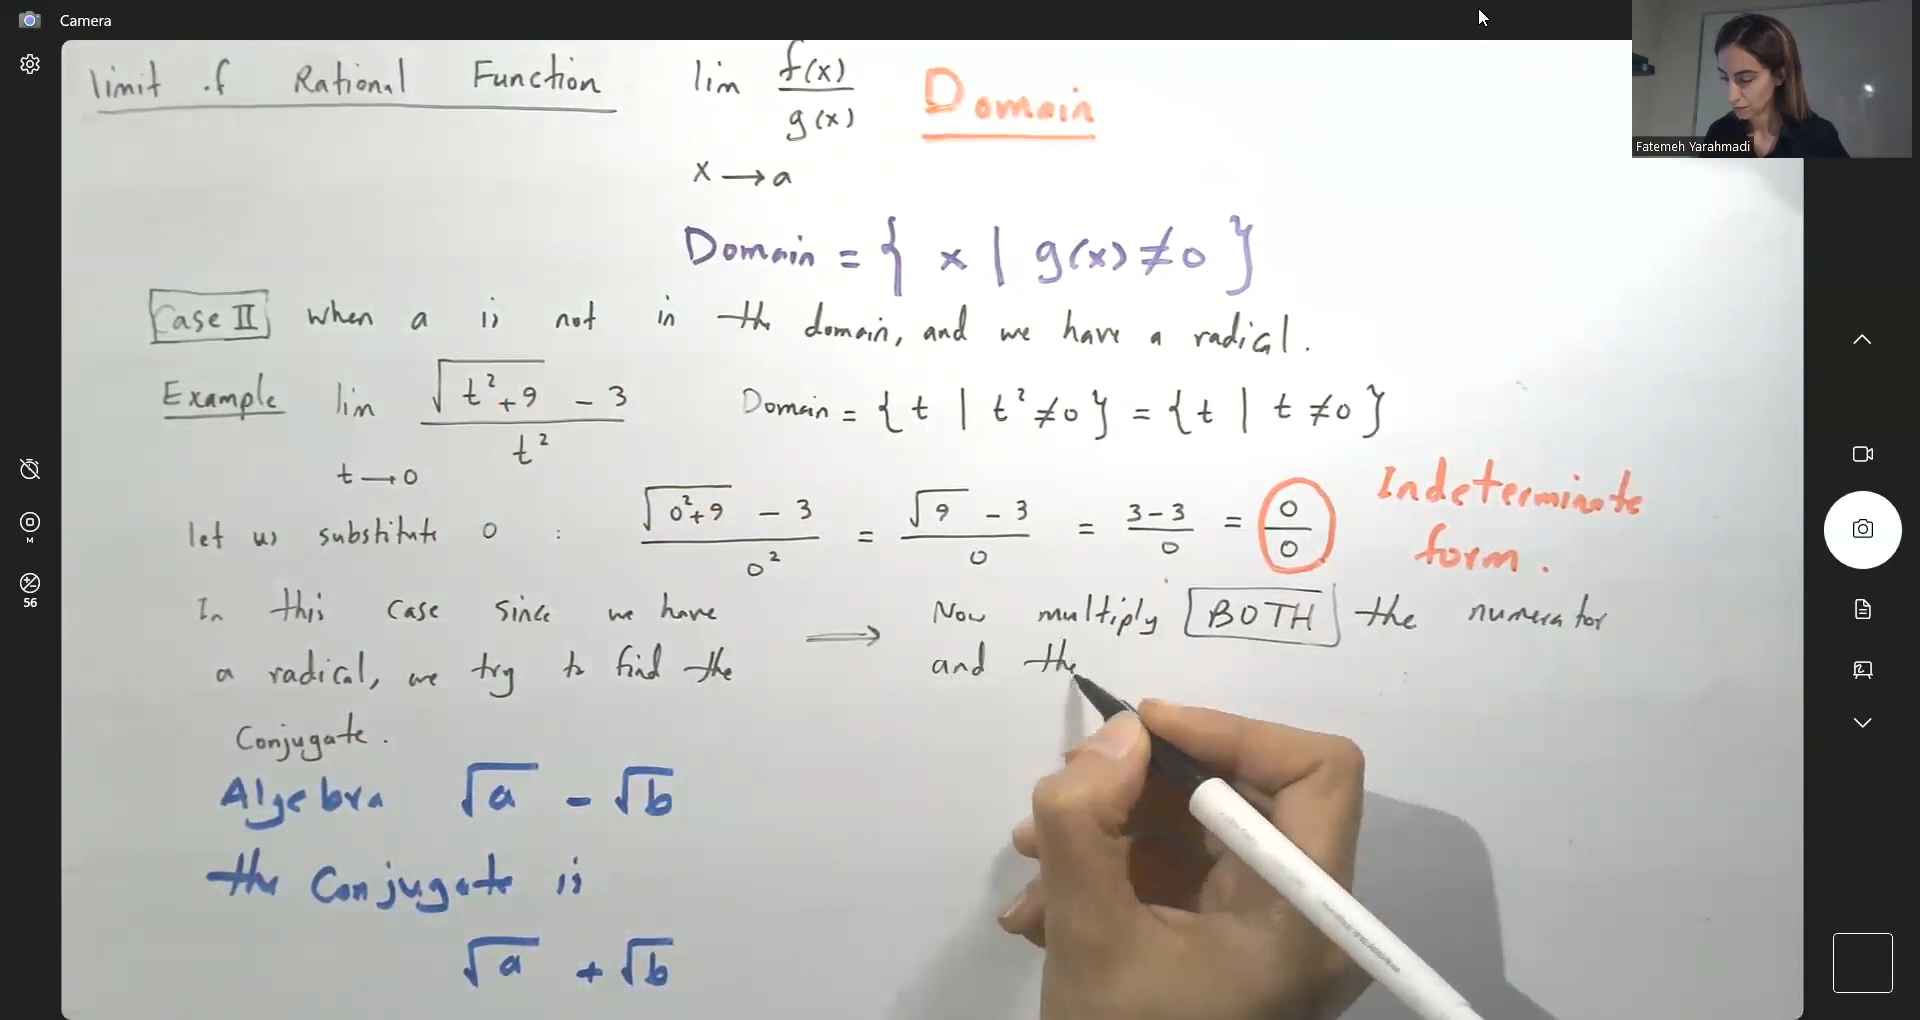 Camera
Limit of Rational Function lim f(x)/g(x) Domain
x → a
Fatemeh Yarahmadi
Domain = { x | g(x) ≠ 0 }
Case II when a is not in the domain, and we have a radical.
Example lim (√(t²+9) - 3)/t² Domain = { t | t² ≠ 0 } = { t | t ≠ 0 }
t → 0
let us substitute 0 : (√(0²+9) - 3)/0² = (√9 - 3)/0 = (3-3)/0 = 0/0 Indeterminate
form.
In this case since we have
a radical, we try to find the
Conjugate.
⟹ Now multiply BOTH the numerator
and the
Algebra √a - √b
the Conjugate is
√a + √b
M
56